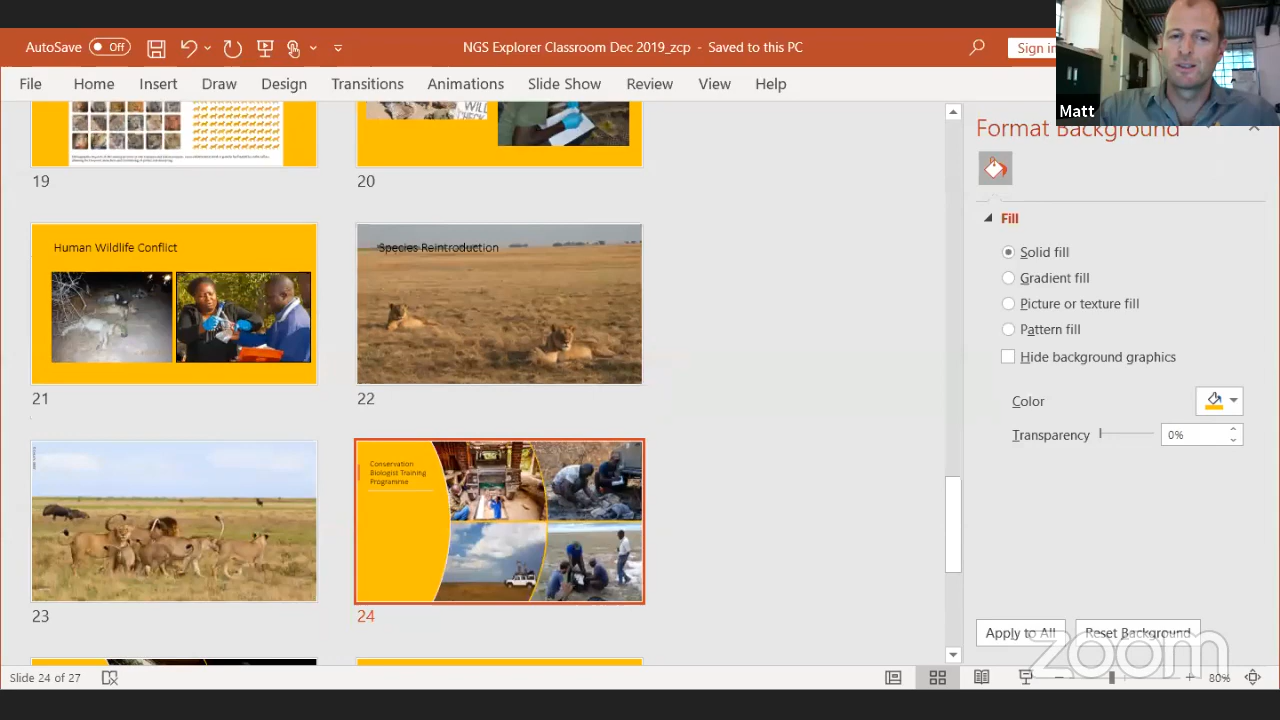 AutoSave Off
NGS Explorer Classroom Dec 2019_zcp - Saved to this PC
Sign in
File Home Insert Draw Design Transitions Animations Slide Show Review View Help
Matt
Format Background
19
20
Fill
Solid fill
Gradient fill
Picture or texture fill
Pattern fill
Hide background graphics
Color
Transparency 0%
Human Wildlife Conflict
Species Reintroduction
21
22
Conservation
Biologist Training
Programme
23
24
Apply to All Reset Background
zoom
Slide 24 of 27
80%